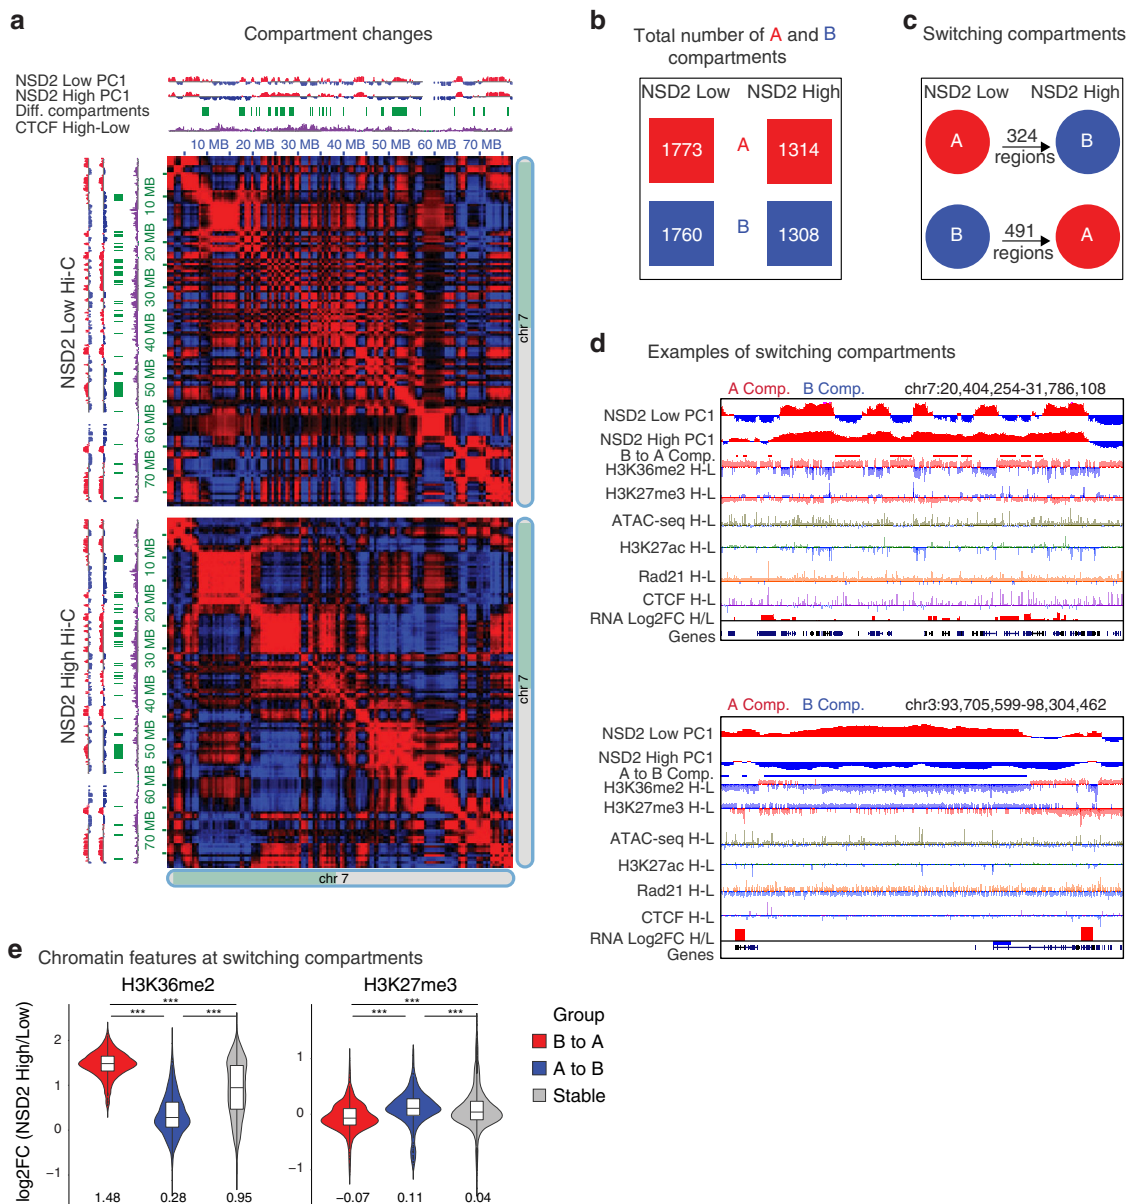 a
Compartment changes
NSD2 Low PC1
NSD2 High PC1
Diff. compartments
CTCF High-Low
10 MB 20 MB 30 MB 40 MB 50 MB 60 MB 70 MB
NSD2 Low Hi-C
10 MB 20 MB 30 MB 40 MB 50 MB 60 MB 70 MB
chr 7
NSD2 High Hi-C
10 MB 20 MB 30 MB 40 MB 50 MB 60 MB 70 MB
chr 7
chr 7
b
Total number of A and B
compartments
NSD2 Low NSD2 High
1773 A 1314
1760 B 1308
c
Switching compartments
NSD2 Low NSD2 High
A 324 regions B
B 491 regions A
d
Examples of switching compartments
A Comp. B Comp. chr7:20,404,254-31,786,108
NSD2 Low PC1
NSD2 High PC1
B to A Comp.
H3K36me2 H-L
H3K27me3 H-L
ATAC-seq H-L
H3K27ac H-L
Rad21 H-L
CTCF H-L
RNA Log2FC H/L
Genes
A Comp. B Comp. chr3:93,705,599-98,304,462
NSD2 Low PC1
NSD2 High PC1
A to B Comp.
H3K36me2 H-L
H3K27me3 H-L
ATAC-seq H-L
H3K27ac H-L
Rad21 H-L
CTCF H-L
RNA Log2FC H/L
Genes
e
Chromatin features at switching compartments
H3K36me2 H3K27me3
log2FC (NSD2 High/Low)
***
*** ***
2
1
0
−1
1.48 0.28 0.95
***
*** ***
1
0
−1
−0.07 0.11 0.04
Group
B to A
A to B
Stable